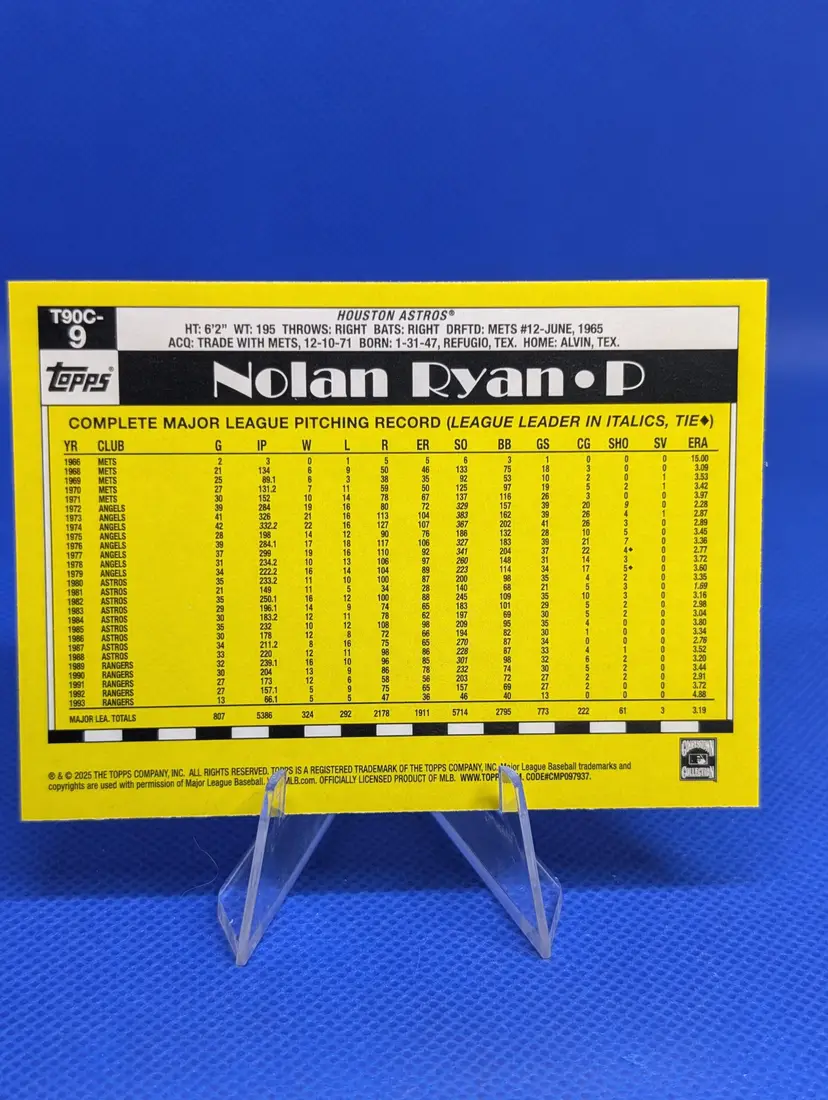 T90C-
9
topps®
HOUSTON ASTROS®
HT: 6'2" WT: 195 THROWS: RIGHT BATS: RIGHT DRFTD: METS #12-JUNE, 1965
ACQ: TRADE WITH METS, 12-10-71 BORN: 1-31-47, REFUGIO, TEX. HOME: ALVIN, TEX.
Nolan Ryan • P
COMPLETE MAJOR LEAGUE PITCHING RECORD (LEAGUE LEADER IN ITALICS, TIE♦)
YR CLUB G IP W L R ER SO BB GS CG SHO SV ERA
1966 METS 2 3 0 1 5 5 6 3 1 0 0 0 15.00
1968 METS 21 134 6 9 50 46 133 75 18 3 0 0 3.09
1969 METS 25 89.1 6 3 38 35 92 53 10 2 0 1 3.53
1970 METS 27 131.2 7 11 59 50 125 97 19 5 2 1 3.42
1971 METS 30 152 10 14 78 67 137 116 26 3 0 0 3.97
1972 ANGELS 39 284 19 16 80 72 329 157 39 20 9 0 2.28
1973 ANGELS 41 326 21 16 113 104 383 162 39 26 4 1 2.87
1974 ANGELS 42 332.2 22 16 127 107 367 202 41 26 3 0 2.89
1975 ANGELS 28 198 14 12 90 76 186 132 28 10 5 0 3.45
1976 ANGELS 39 284.1 17 18 117 106 327 183 39 21 7 0 3.36
1977 ANGELS 37 299 19 16 110 92 341 204 37 22 4♦ 0 2.77
1978 ANGELS 31 234.2 10 13 106 97 260 148 31 14 3 0 3.72
1979 ANGELS 34 222.2 16 14 104 89 223 114 34 17 5♦ 0 3.60
1980 ASTROS 35 233.2 11 10 100 87 200 98 35 4 2 0 3.35
1981 ASTROS 21 149 11 5 34 28 140 68 21 5 3 0 1.69
1982 ASTROS 35 250.1 16 12 100 88 245 109 35 10 3 0 3.16
1983 ASTROS 29 196.1 14 9 74 65 183 101 29 5 2 0 2.98
1984 ASTROS 30 183.2 12 11 78 62 197 69 30 5 2 0 3.04
1985 ASTROS 35 232 10 12 108 98 209 95 35 4 0 0 3.80
1986 ASTROS 30 178 12 8 72 66 194 82 30 1 0 0 3.34
1987 ASTROS 34 211.2 8 16 75 65 270 87 34 0 0 0 2.76
1988 ASTROS 33 220 12 11 98 86 228 87 33 4 1 0 3.52
1989 RANGERS 32 239.1 16 10 96 85 301 98 32 6 2 0 3.20
1990 RANGERS 30 204 13 9 86 78 232 74 30 5 2 0 3.44
1991 RANGERS 27 173 12 6 58 56 203 72 27 2 2 0 2.91
1992 RANGERS 27 157.1 5 9 75 65 157 69 27 2 0 0 3.72
1993 RANGERS 13 66.1 5 5 47 36 46 40 13 0 0 0 4.88
MAJOR LEA. TOTALS 807 5386 324 292 2178 1911 5714 2795 773 222 61 3 3.19
® & © 2025 THE TOPPS COMPANY, INC. ALL RIGHTS RESERVED. TOPPS IS A REGISTERED TRADEMARK OF THE TOPPS COMPANY, INC. Major League Baseball trademarks and
copyrights are used with permission of Major League Baseball. MLB.com. OFFICIALLY LICENSED PRODUCT OF MLB. WWW.TOPP CODE#CMP097937.
COOPERSTOWN
COLLECTION